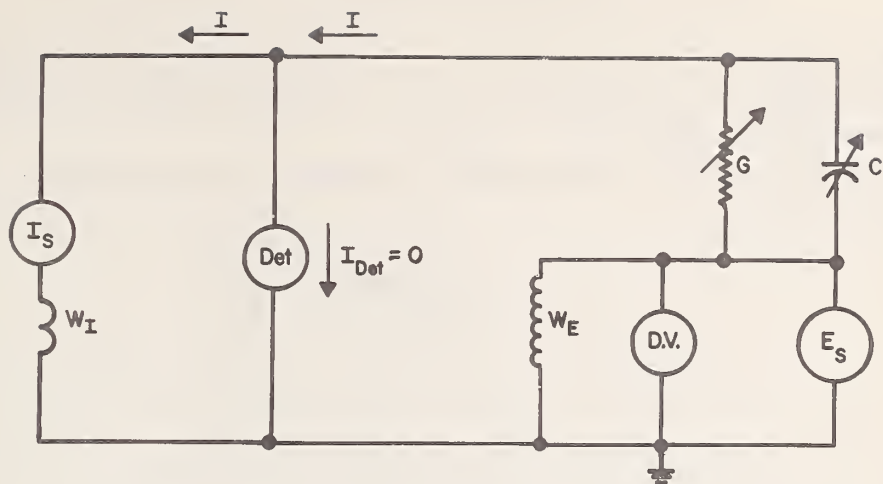 I I
G C
I_S Det I_Det = 0
W_I W_E D.V. E_S